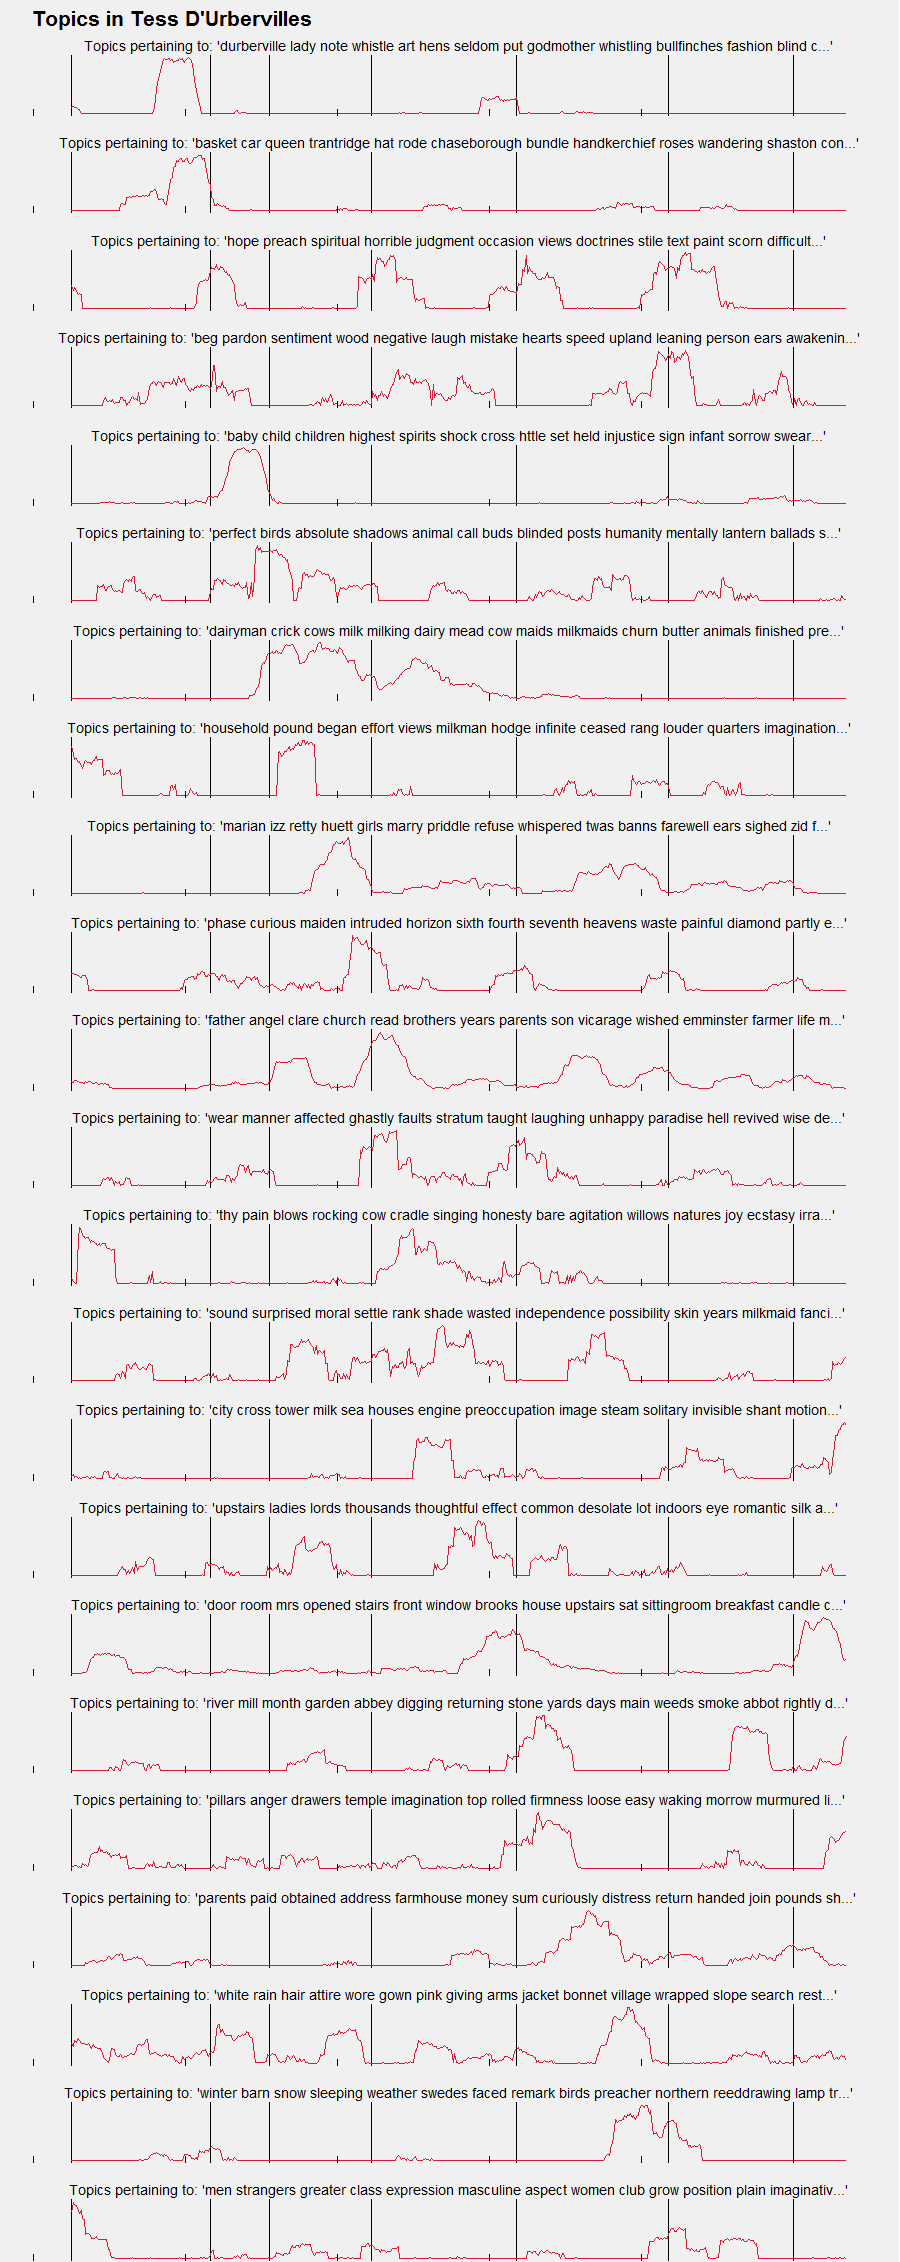 Topics in Tess D'Urbervilles
Topics pertaining to: 'durberville lady note whistle art hens seldom put godmother whistling bullfinches fashion blind c...'
Topics pertaining to: 'basket car queen trantridge hat rode chaseborough bundle handkerchief roses wandering shaston con...'
Topics pertaining to: 'hope preach spiritual horrible judgment occasion views doctrines stile text paint scorn difficult...'
Topics pertaining to: 'beg pardon sentiment wood negative laugh mistake hearts speed upland leaning person ears awakenin...'
Topics pertaining to: 'baby child children highest spirits shock cross httle set held injustice sign infant sorrow swear...'
Topics pertaining to: 'perfect birds absolute shadows animal call buds blinded posts humanity mentally lantern ballads s...'
Topics pertaining to: 'dairyman crick cows milk milking dairy mead cow maids milkmaids churn butter animals finished pre...'
Topics pertaining to: 'household pound began effort views milkman hodge infinite ceased rang louder quarters imagination...'
Topics pertaining to: 'marian izz retty huett girls marry priddle refuse whispered twas banns farewell ears sighed zid f...'
Topics pertaining to: 'phase curious maiden intruded horizon sixth fourth seventh heavens waste painful diamond partly e...'
Topics pertaining to: 'father angel clare church read brothers years parents son vicarage wished emminster farmer life m...'
Topics pertaining to: 'wear manner affected ghastly faults stratum taught laughing unhappy paradise hell revived wise de...'
Topics pertaining to: 'thy pain blows rocking cow cradle singing honesty bare agitation willows natures joy ecstasy irra...'
Topics pertaining to: 'sound surprised moral settle rank shade wasted independence possibility skin years milkmaid fanci...'
Topics pertaining to: 'city cross tower milk sea houses engine preoccupation image steam solitary invisible shant motion...'
Topics pertaining to: 'upstairs ladies lords thousands thoughtful effect common desolate lot indoors eye romantic silk a...'
Topics pertaining to: 'door room mrs opened stairs front window brooks house upstairs sat sittingroom breakfast candle c...'
Topics pertaining to: 'river mill month garden abbey digging returning stone yards days main weeds smoke abbot rightly d...'
Topics pertaining to: 'pillars anger drawers temple imagination top rolled firmness loose easy waking morrow murmured li...'
Topics pertaining to: 'parents paid obtained address farmhouse money sum curiously distress return handed join pounds sh...'
Topics pertaining to: 'white rain hair attire wore gown pink giving arms jacket bonnet village wrapped slope search rest...'
Topics pertaining to: 'winter barn snow sleeping weather swedes faced remark birds preacher northern reeddrawing lamp tr...'
Topics pertaining to: 'men strangers greater class expression masculine aspect women club grow position plain imaginativ...'